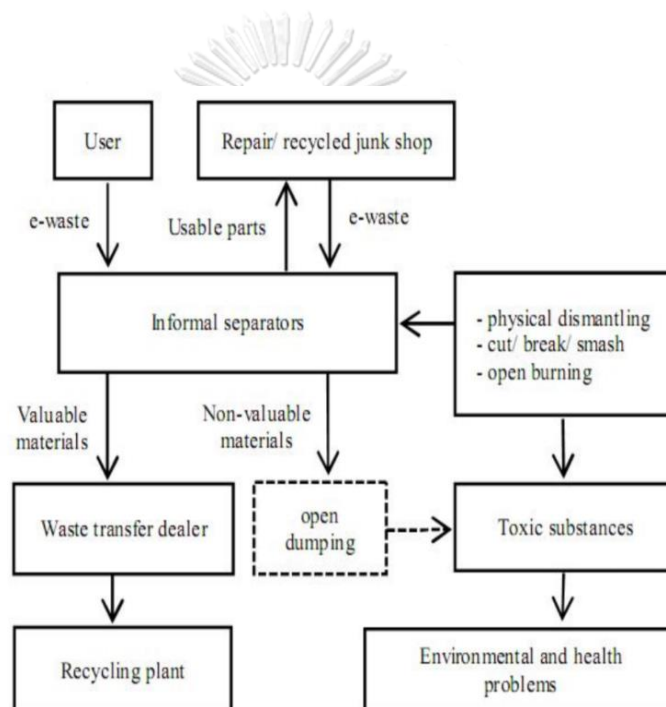 User
Repair/ recycled junk shop
e-waste
Usable parts
e-waste
Informal separators
- physical dismantling
- cut/ break/ smash
- open burning
Valuable
materials
Non-valuable
materials
Waste transfer dealer
open
dumping
Toxic substances
Recycling plant
Environmental and health
problems